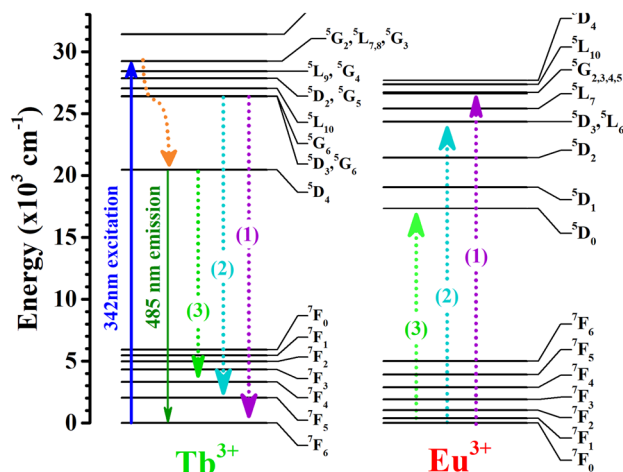 Energy (x10³ cm⁻¹)
30
25
20
15
10
5
0
342nm excitation
485 nm emission
(3)
(2)
(1)
⁵G₂,⁵L₇,₈,⁵G₃
⁵L₉, ⁵G₄
⁵D₂, ⁵G₅
⁵L₁₀
⁵G₆
⁵D₃,⁵G₆
⁵D₄
⁷F₀
⁷F₁
⁷F₂
⁷F₃
⁷F₄
⁷F₅
⁷F₆
Tb³⁺
(3)
(2)
(1)
⁵D₄
⁵L₁₀
⁵G₂,₃,₄,₅
⁵L₇
⁵D₃,⁵L₆
⁵D₂
⁵D₁
⁵D₀
⁷F₆
⁷F₅
⁷F₄
⁷F₃
⁷F₂
⁷F₁
⁷F₀
Eu³⁺